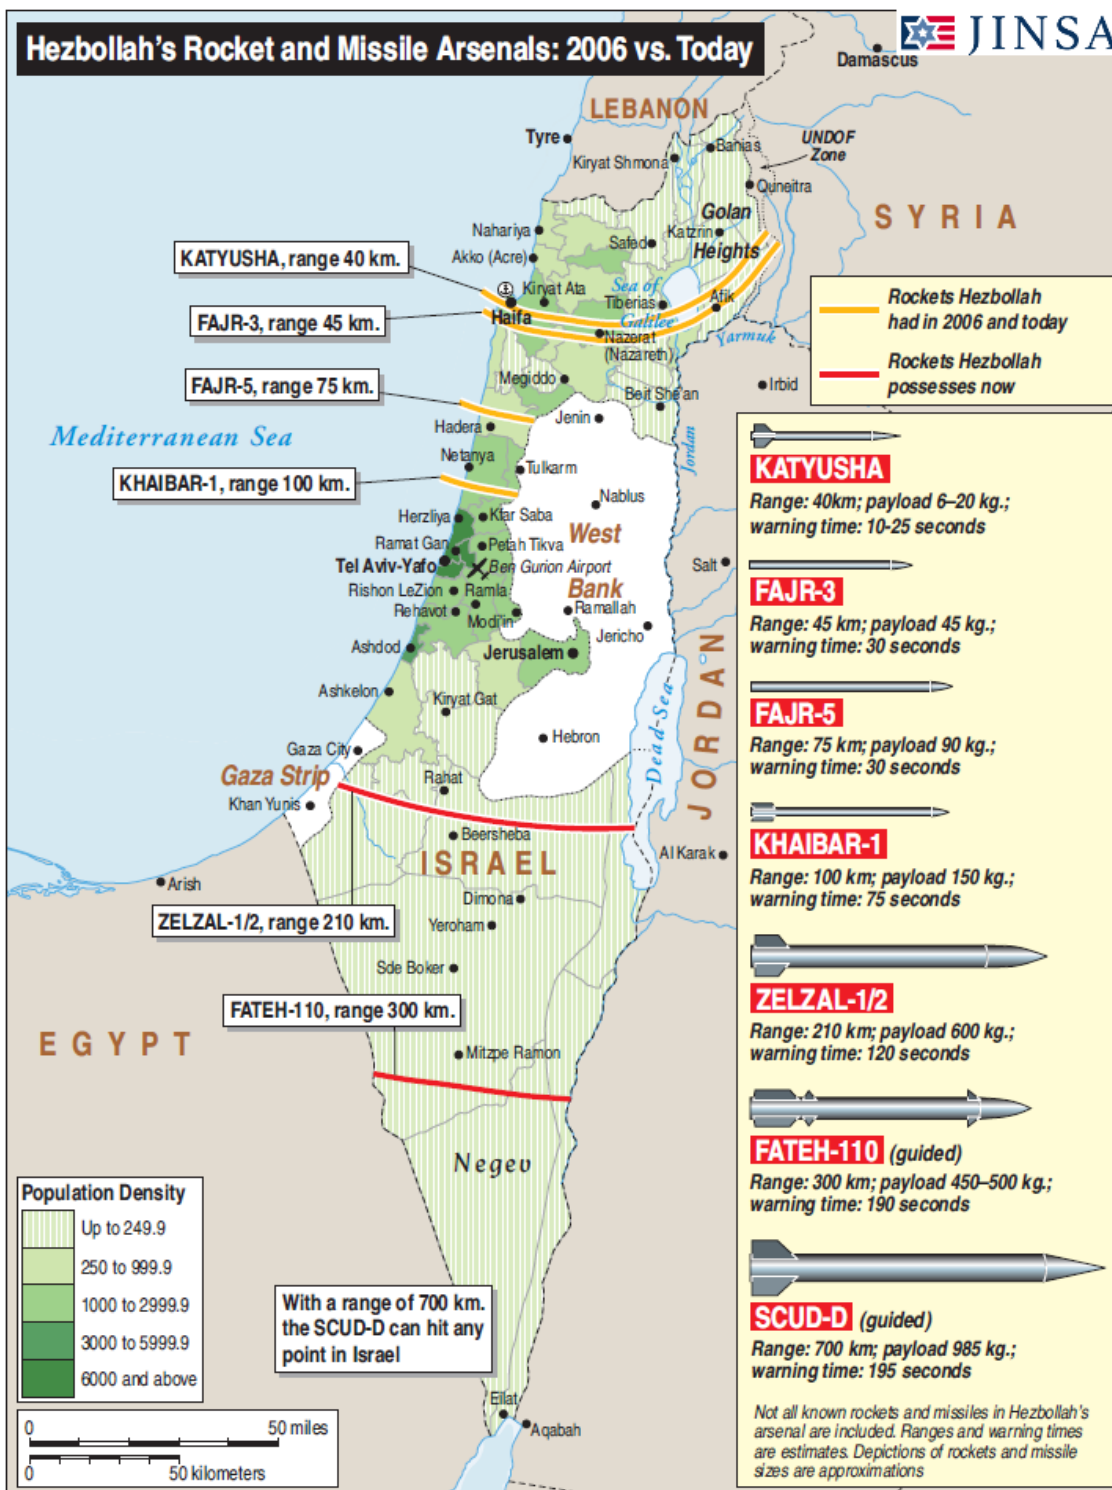 Hezbollah's Rocket and Missile Arsenals: 2006 vs. Today
JINSA
Damascus
LEBANON
Tyre
Kiryat Shmona
Banias
UNDOF
Zone
Quneitra
Golan
Heights
SYRIA
Nahariya
Safed
Katzrin
Akko (Acre)
KATYUSHA, range 40 km.
Kiryat Ata
Sea of
Galilee
Tiberias
Afik
Haifa
FAJR-3, range 45 km.
Nazerat
(Nazareth)
Yarmuk
Rockets Hezbollah
had in 2006 and today
Rockets Hezbollah
possesses now
FAJR-5, range 75 km.
Megiddo
Beit She'an
Irbid
Jenin
Hadera
Mediterranean Sea
Jordan
Netanya
Tulkarm
KHAIBAR-1, range 100 km.
Nablus
Herzliya
Kfar Saba
West
Bank
Ramat Gan
Petah Tikva
Tel Aviv-Yafo
Ben Gurion Airport
Salt
Rishon LeZion
Ramla
Rehavot
Modi'in
Ramallah
Jericho
Ashdod
Jerusalem
JORDAN
Ashkelon
Kiryat Gat
Dead Sea
Hebron
Gaza City
Gaza Strip
Rahat
Khan Yunis
Beersheba
ISRAEL
Al Karak
Arish
Dimona
ZELZAL-1/2, range 210 km.
Yeroham
Sde Boker
FATEH-110, range 300 km.
EGYPT
Mitzpe Ramon
Negev
With a range of 700 km.
the SCUD-D can hit any
point in Israel
Eilat
Aqabah
KATYUSHA
Range: 40km; payload 6–20 kg.;
warning time: 10-25 seconds
FAJR-3
Range: 45 km; payload 45 kg.;
warning time: 30 seconds
FAJR-5
Range: 75 km; payload 90 kg.;
warning time: 30 seconds
KHAIBAR-1
Range: 100 km; payload 150 kg.;
warning time: 75 seconds
ZELZAL-1/2
Range: 210 km; payload 600 kg.;
warning time: 120 seconds
FATEH-110 (guided)
Range: 300 km; payload 450–500 kg.;
warning time: 190 seconds
SCUD-D (guided)
Range: 700 km; payload 985 kg.;
warning time: 195 seconds
Not all known rockets and missiles in Hezbollah's
arsenal are included. Ranges and warning times
are estimates. Depictions of rockets and missile
sizes are approximations
Population Density
Up to 249.9
250 to 999.9
1000 to 2999.9
3000 to 5999.9
6000 and above
0 50 miles
0 50 kilometers